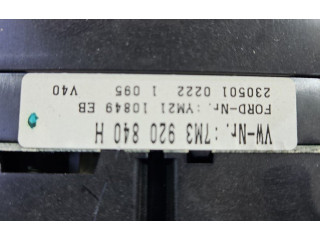 VW-Nr. :7M3 920 840 H
FORD-Nr. :YM21 10849 EB
230501 0222 1 095
V40